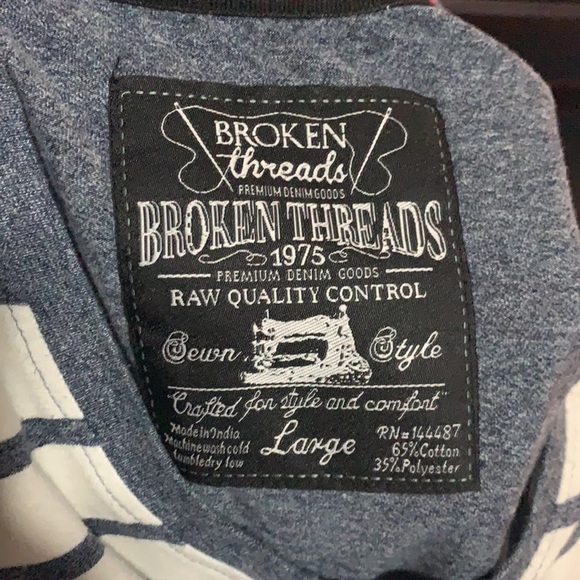 BROKEN
threads
PREMIUM DENIM GOODS
BROKEN THREADS
1975
PREMIUM DENIM GOODS
RAW QUALITY CONTROL
Sewn Style
Crafted for style and comfort"
Large
Made in India
Machine wash cold
Tumble dry low
RN=144487
65%Cotton
35%Polyester